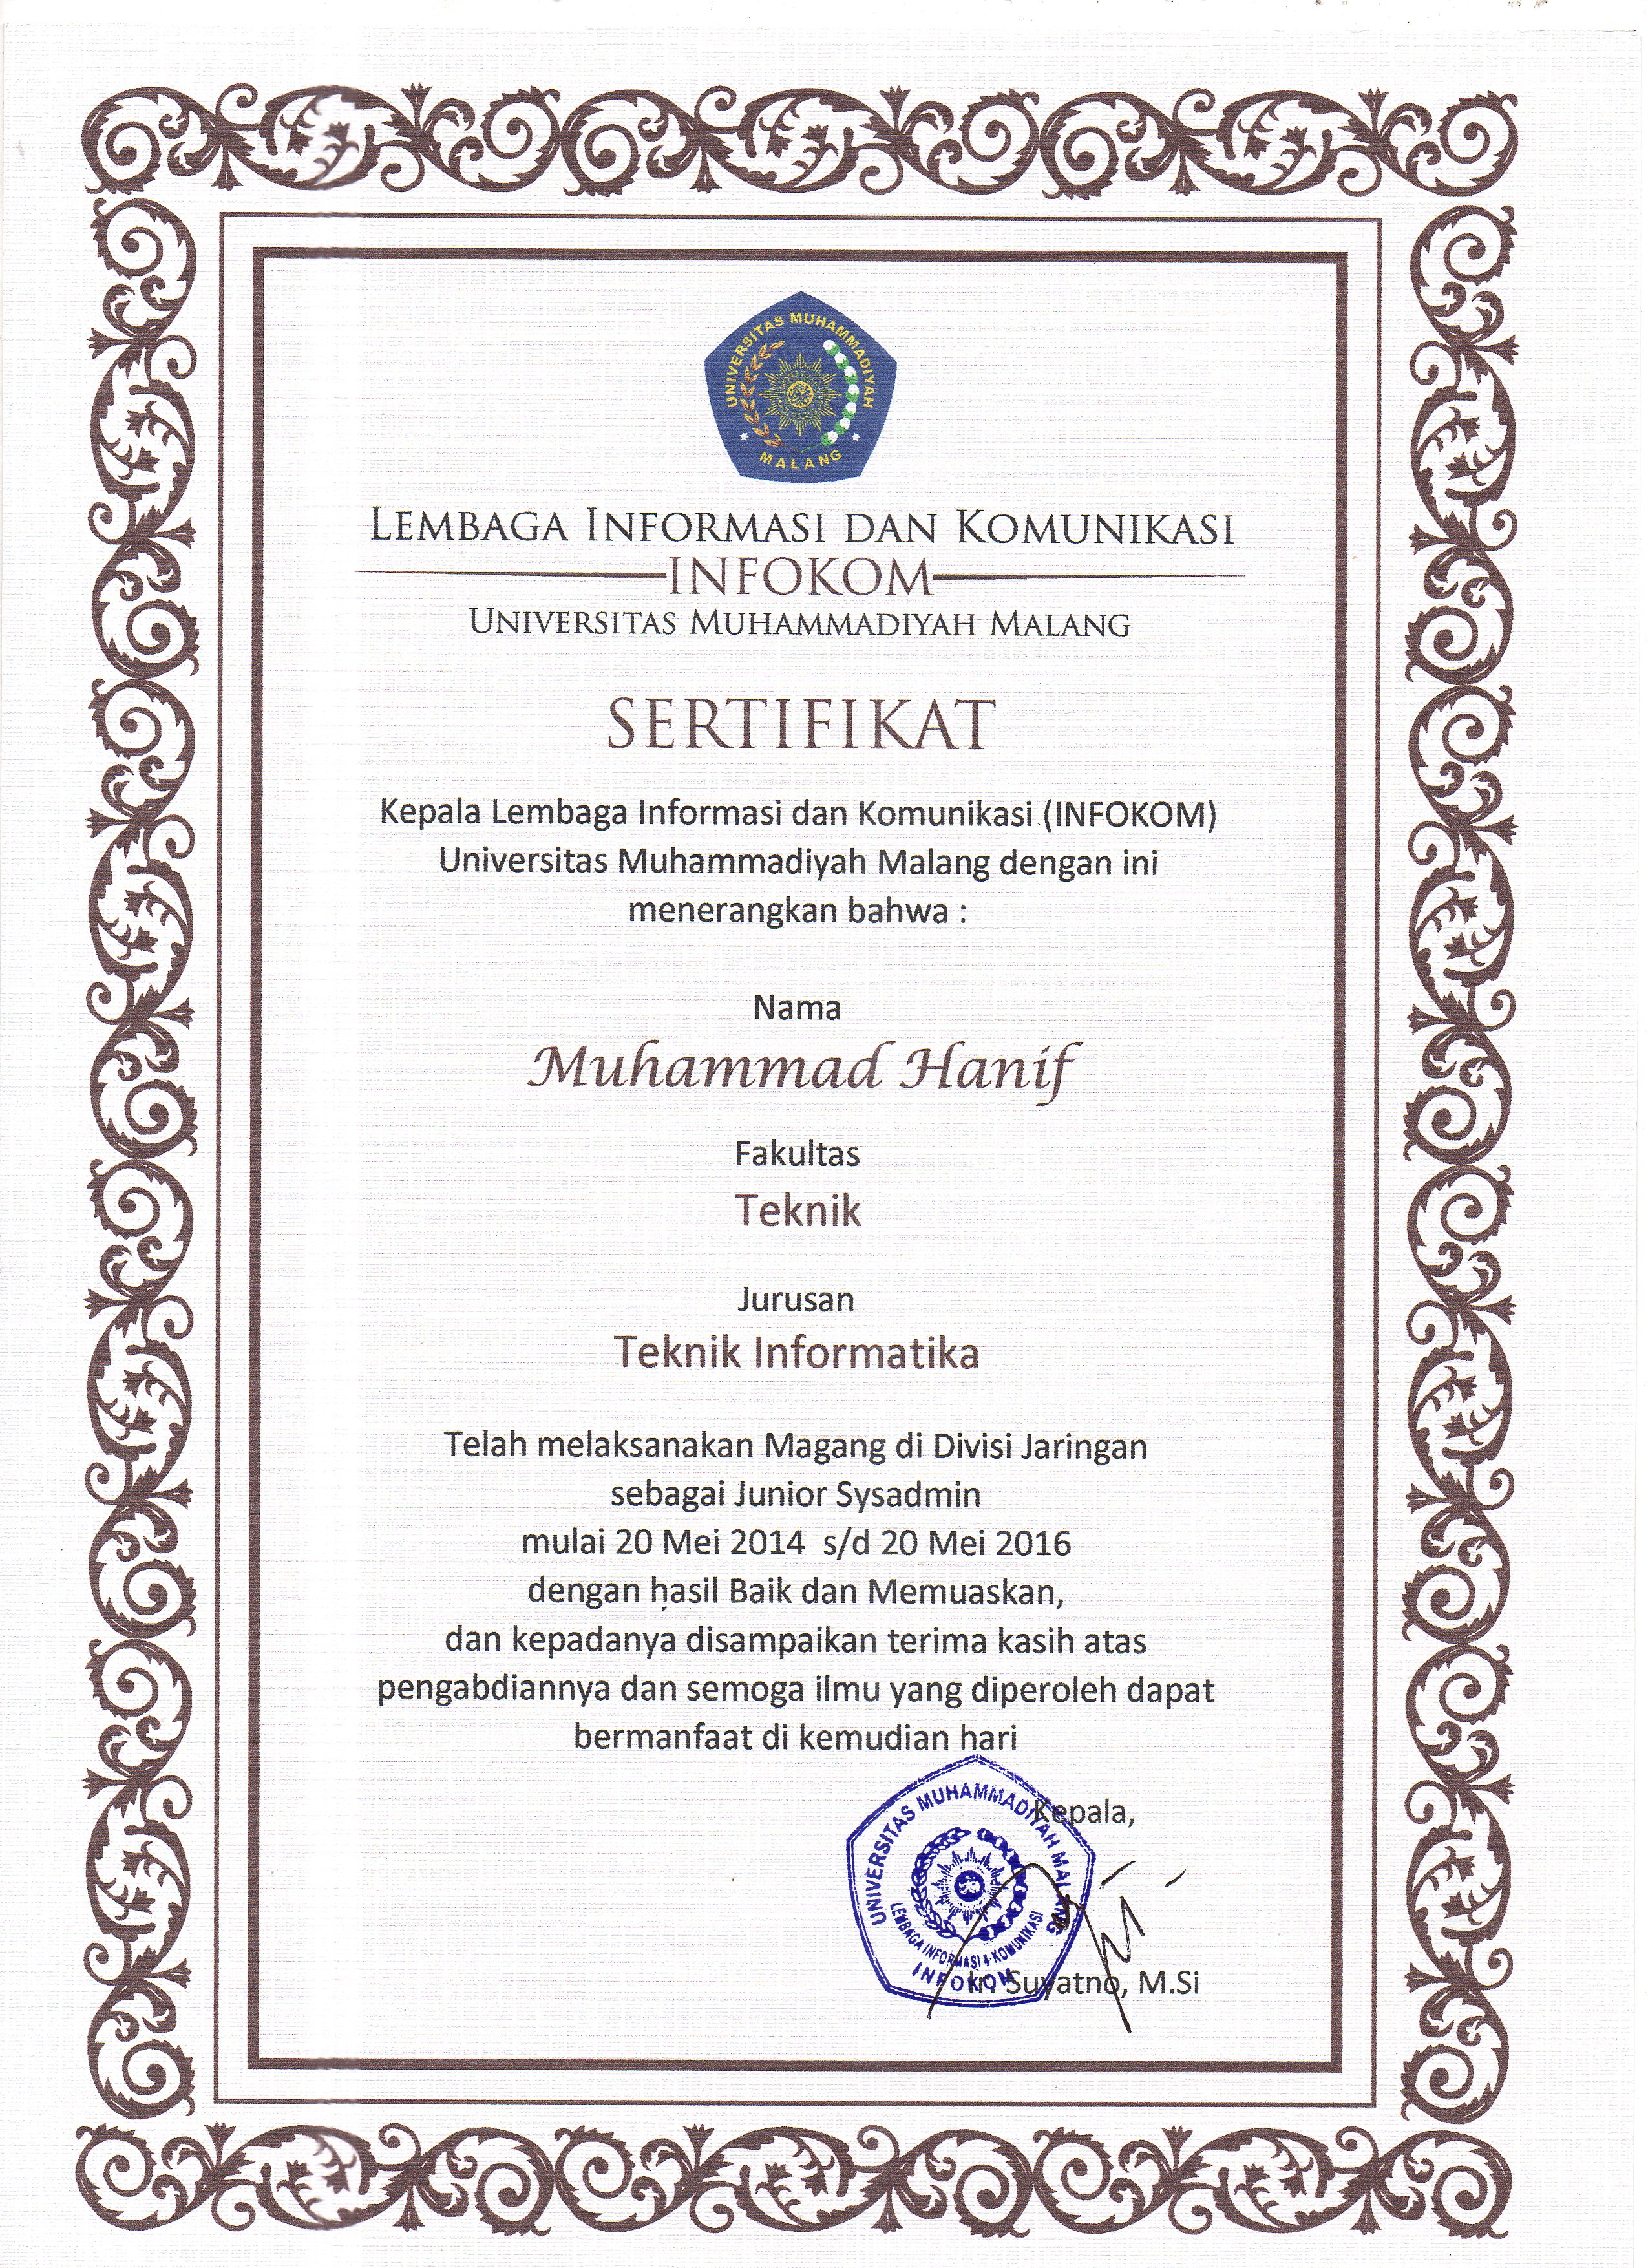 UNIVERSITAS MUHAMMADIYAH
MALANG
LEMBAGA INFORMASI DAN KOMUNIKASI
INFOKOM
UNIVERSITAS MUHAMMADIYAH MALANG
SERTIFIKAT
Kepala Lembaga Informasi dan Komunikasi (INFOKOM)
Universitas Muhammadiyah Malang dengan ini
menerangkan bahwa :
Nama
Muhammad Hanif
Fakultas
Teknik
Jurusan
Teknik Informatika
Telah melaksanakan Magang di Divisi Jaringan
sebagai Junior Sysadmin
mulai 20 Mei 2014 s/d 20 Mei 2016
dengan hasil Baik dan Memuaskan,
dan kepadanya disampaikan terima kasih atas
pengabdiannya dan semoga ilmu yang diperoleh dapat
bermanfaat di kemudian hari
Kepala,
UNIVERSITAS MUHAMMADIYAH MALANG
LEMBAGA INFORMASI & KOMUNIKASI
INFOKOM
Ir. Suyatno, M.Si